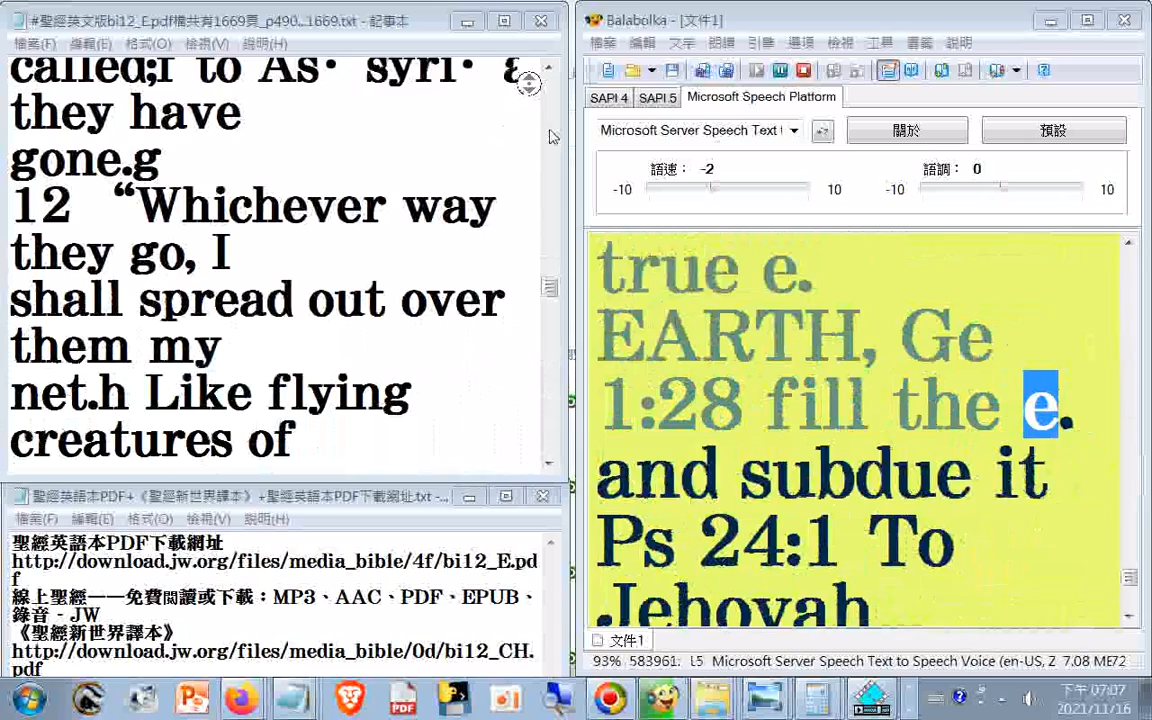 #聖經英文版bi12_E.pdf檔共有1669頁_p490...1669.txt - 記事本
檔案(F) 編輯(E) 格式(O) 檢視(V) 說明(H)
they have
gone.g
12 “Whichever way
they go, I
shall spread out over
them my
net.h Like flying
creatures of
聖經英語本PDF+《聖經新世界譯本》+聖經英語本PDF下載網址.txt - ...
檔案(F) 編輯(E) 格式(O) 檢視(V) 說明(H)
聖經英語本PDF下載網址
http://download.jw.org/files/media_bible/4f/bi12_E.pd
f
線上聖經——免費閱讀或下載：MP3、AAC、PDF、EPUB、
錄音 - JW
《聖經新世界譯本》
http://download.jw.org/files/media_bible/0d/bi12_CH.
pdf
Balabolka - [文件1]
檔案 編輯 文字 朗讀 引擎 選項 檢視 工具 書籤 說明
SAPI 4 SAPI 5 Microsoft Speech Platform
Microsoft Server Speech Text 關於 預設
語速： -2 語調： 0
-10 10 -10 10
true e.
EARTH, Ge
1:28 fill the e.
and subdue it
Ps 24:1 To
Jehovah
文件1
93% 583961: L5 Microsoft Server Speech Text to Speech Voice (en-US, Z 7.08 ME72
下午 07:07
2021/11/16